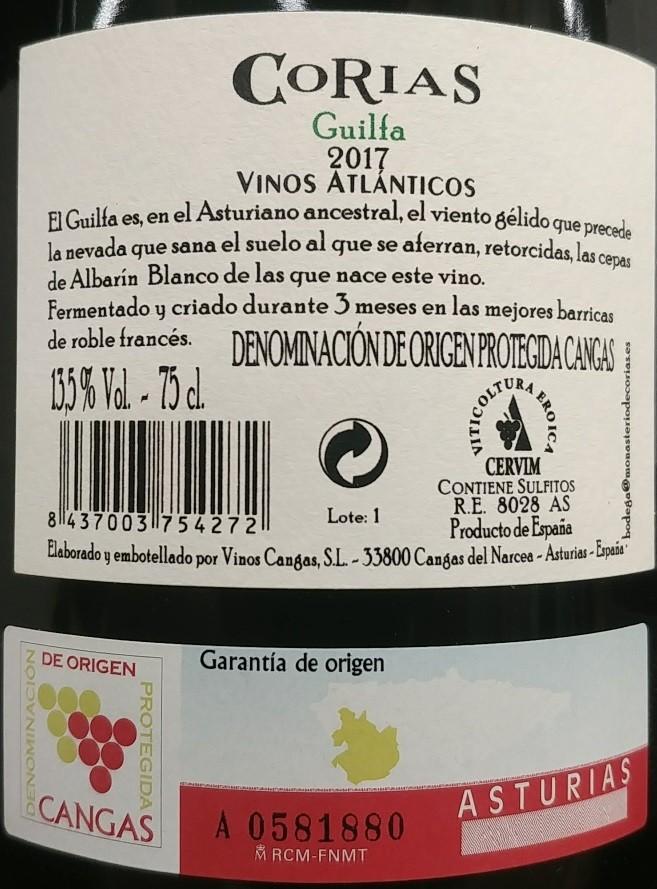 CORIAS
Guilfa
2017
VINOS ATLÁNTICOS
El Guilfa es, en el Asturiano ancestral, el viento gélido que precede
la nevada que sana el suelo al que se aferran, retorcidas, las cepas
de Albarín Blanco de las que nace este vino.
Fermentado y criado durante 3 meses en las mejores barricas
de roble francés.
DENOMINACIÓN DE ORIGEN PROTEGIDA CANGAS
13,5 % Vol. - 75 cl.
VITICOLTURA EROICA
CERVIM
CONTIENE SULFITOS
R.E. 8028 AS
Producto de España
bodega@monasteriodecorias.es
8 437003 754272
Lote: 1
Elaborado y embotellado por Vinos Cangas, S.L. - 33800 Cangas del Narcea - Asturias - España
DENOMINACIÓN
DE ORIGEN
PROTEGIDA
CANGAS
Garantía de origen
ASTURIAS
A 0581880
M RCM-FNMT